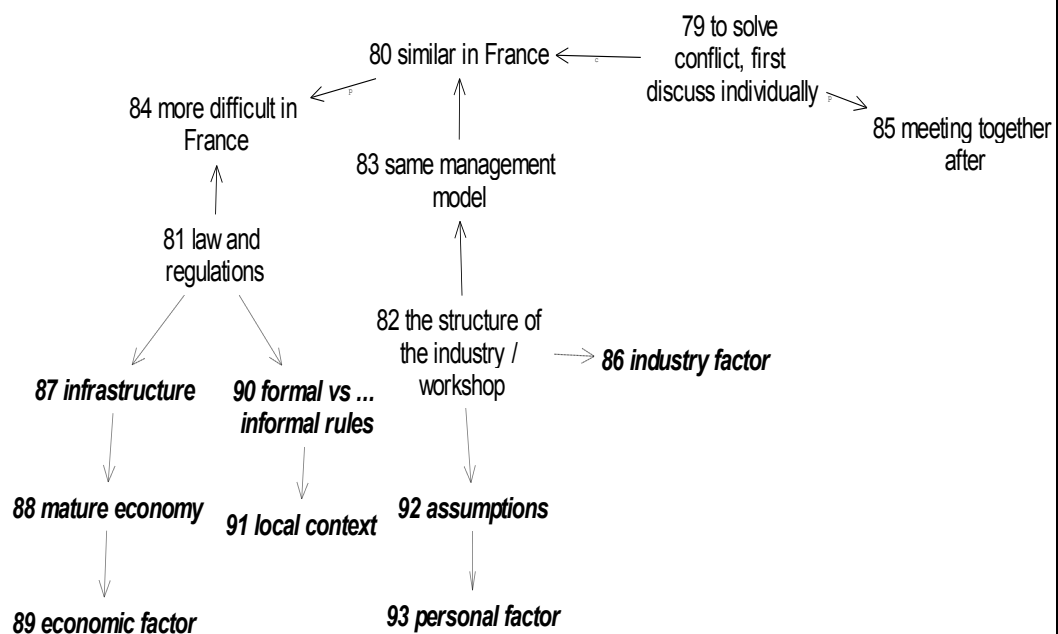 79 to solve
conflict, first
discuss individually
80 similar in France
c
p
p
84 more difficult in
France
85 meeting together
after
83 same management
model
81 law and
regulations
82 the structure of
the industry /
workshop
86 industry factor
87 infrastructure
90 formal vs ...
informal rules
88 mature economy
91 local context
92 assumptions
89 economic factor
93 personal factor